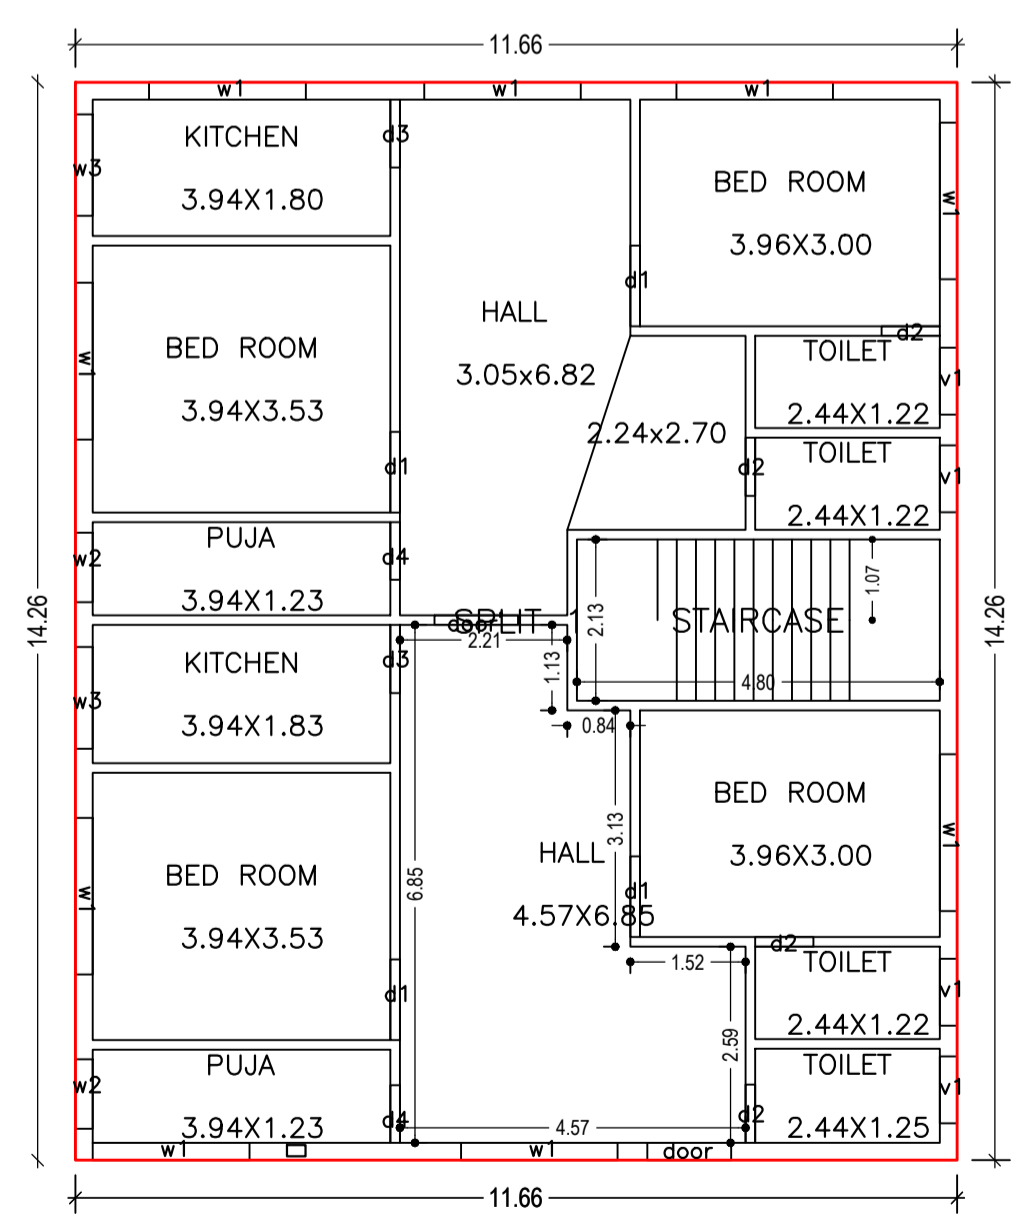 11.66
w1 w1 w1
KITCHEN
3.94X1.80
w3
d3
BED ROOM
3.96X3.00
w1
d1
HALL
3.05x6.82
BED ROOM
3.94X3.53
w1
d1
d2
TOILET
2.44X1.22
v1
2.24x2.70
TOILET
2.44X1.22
v1
d2
PUJA
3.94X1.23
w2
d4
14.26
14.26
SPLIT 1
door
2.21
1.13
2.13
STAIRCASE
1.07
4.80
0.84
KITCHEN
3.94X1.83
w3
d3
BED ROOM
3.96X3.00
w1
d1
3.13
HALL
4.57X6.85
6.85
BED ROOM
3.94X3.53
w1
d1
d2
1.52
TOILET
2.44X1.22
v1
2.59
PUJA
3.94X1.23
w2
d4
4.57
TOILET
2.44X1.25
v1
d2
w1 w1 door
11.66